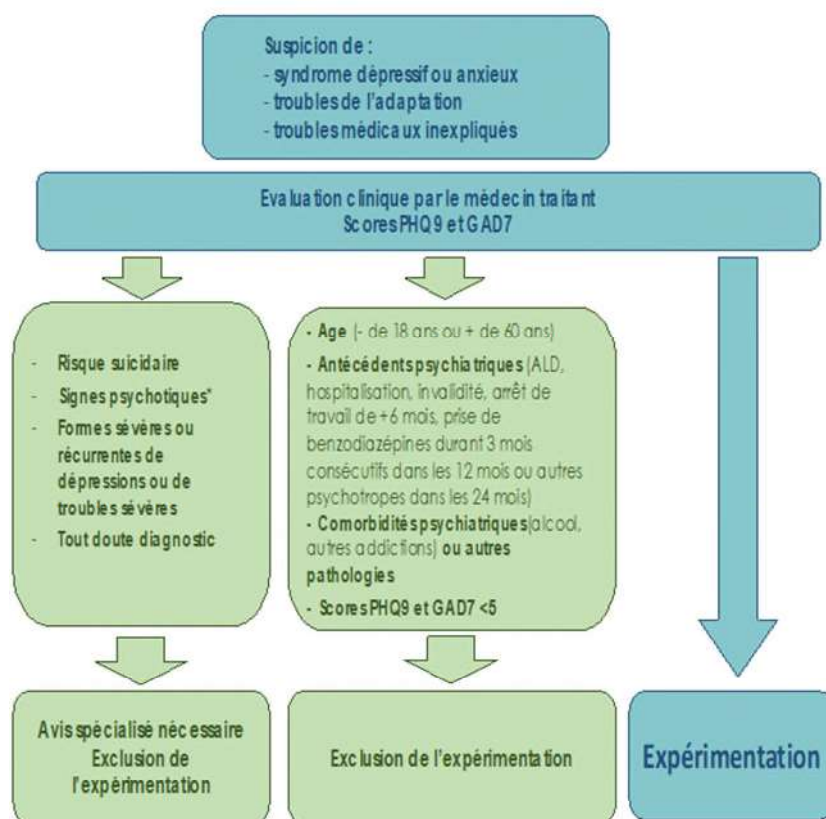 Suspicion de :
- syndrome dépressif ou anxieux
- troubles de l'adaptation
- troubles médicaux inexpliqués
Evaluation clinique par le médecin traitant
Scores PHQ9 et GAD7
- Risque suicidaire
- Signes psychotiques*
- Formes sévères ou
récurrentes de
dépressions ou de
troubles sévères
- Tout doute diagnostic
- Age (- de 18 ans ou + de 60 ans)
- Antécédents psychiatriques (ALD,
hospitalisation, invalidité, arrêt de
travail de +6 mois, prise de
benzodiazépines durant 3 mois
consécutifs dans les 12 mois ou autres
psychotropes dans les 24 mois)
- Comorbidités psychiatriques (alcool,
autres addictions) ou autres
pathologies
- Scores PHQ9 et GAD7 <5
Avis spécialisé nécessaire
Exclusion de
l'expérimentation
Exclusion de l'expérimentation
Expérimentation